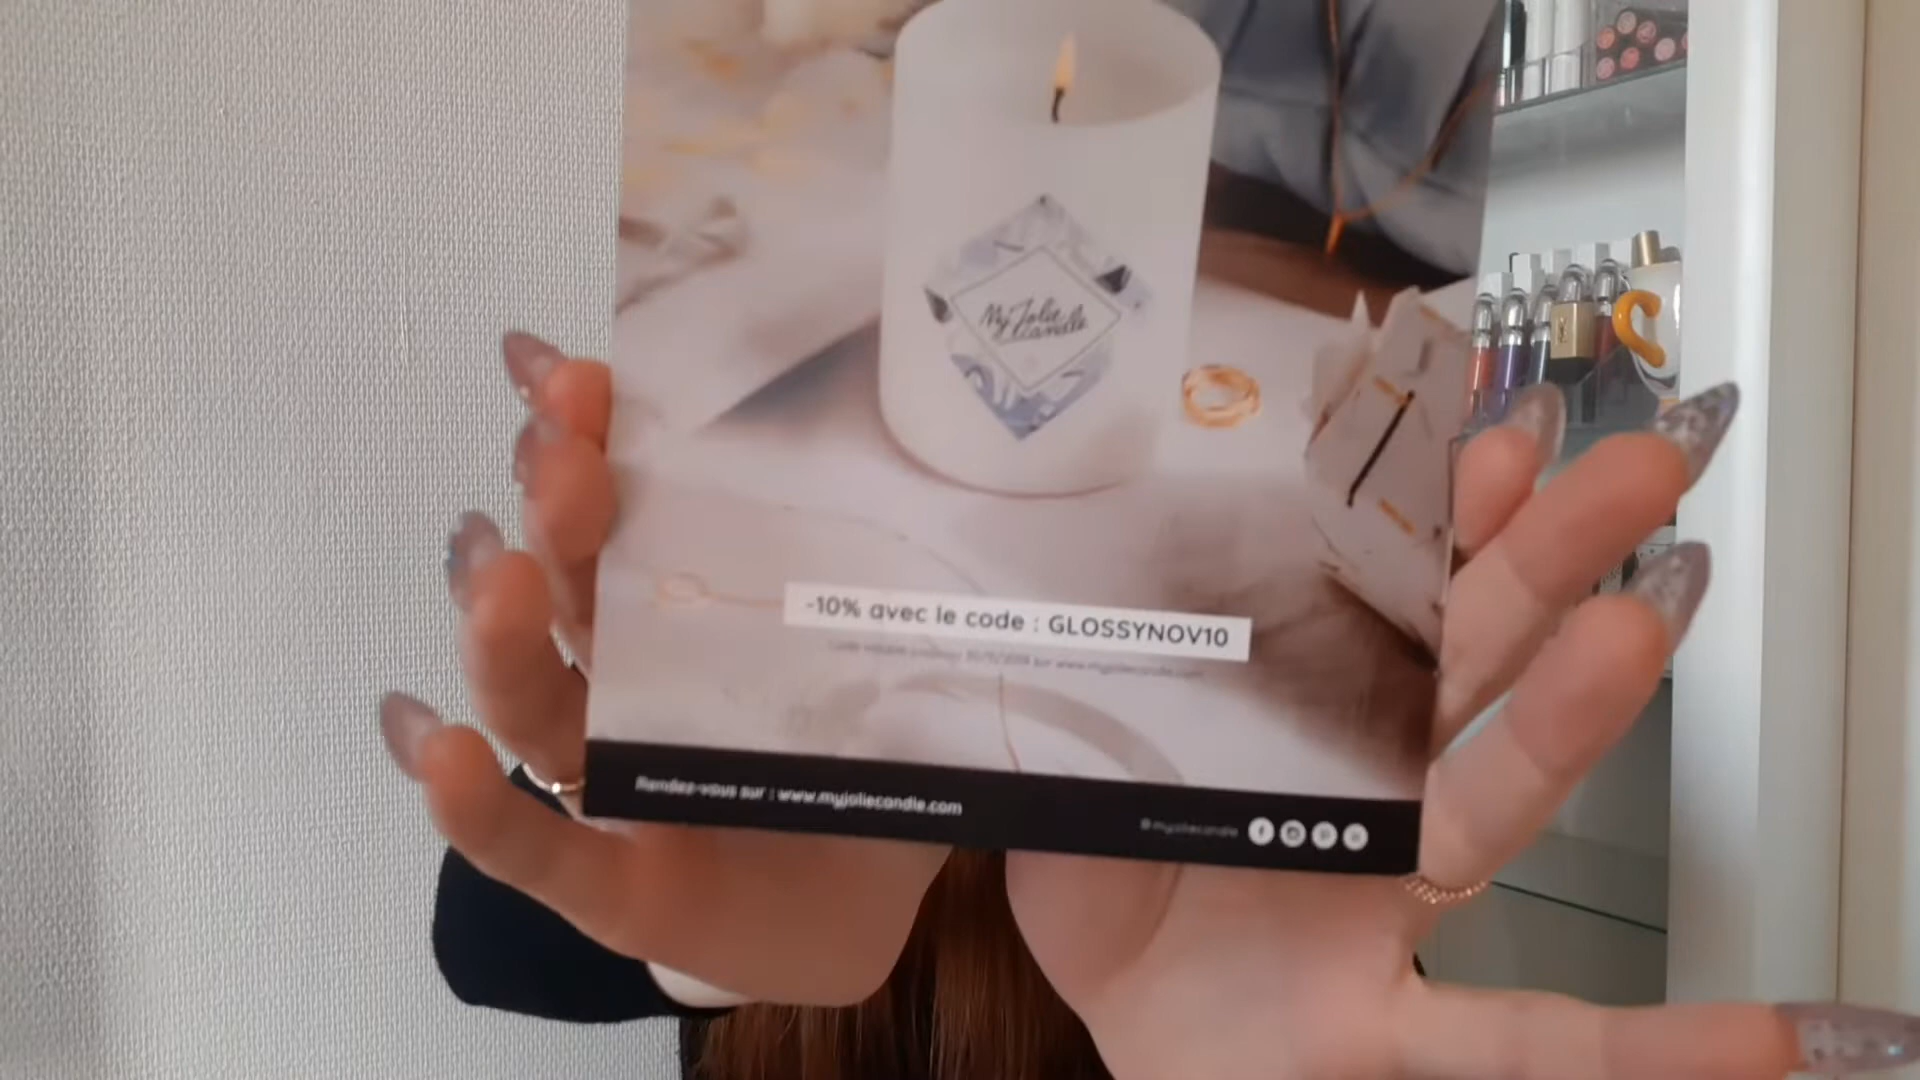 My Jolie
Candle
-10% avec le code : GLOSSYNOV10
Rendez-vous sur : www.myjoliecandle.com
@myjoliecandle